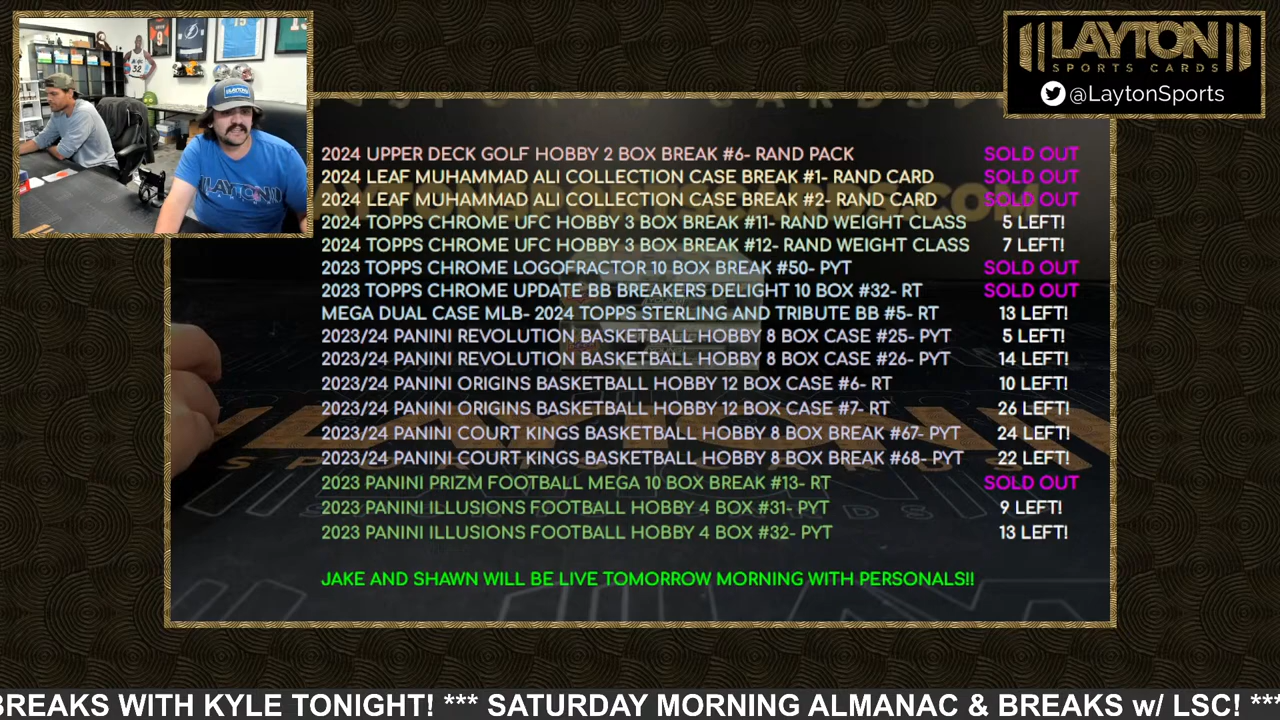 LAYTON
SPORTS CARDS
@LaytonSports
2024 UPPER DECK GOLF HOBBY 2 BOX BREAK #6- RAND PACK SOLD OUT
2024 LEAF MUHAMMAD ALI COLLECTION CASE BREAK #1- RAND CARD SOLD OUT
2024 LEAF MUHAMMAD ALI COLLECTION CASE BREAK #2- RAND CARD SOLD OUT
2024 TOPPS CHROME UFC HOBBY 3 BOX BREAK #11- RAND WEIGHT CLASS 5 LEFT!
2024 TOPPS CHROME UFC HOBBY 3 BOX BREAK #12- RAND WEIGHT CLASS 7 LEFT!
2023 TOPPS CHROME LOGOFRACTOR 10 BOX BREAK #50- PYT SOLD OUT
2023 TOPPS CHROME UPDATE BB BREAKERS DELIGHT 10 BOX #32- RT SOLD OUT
MEGA DUAL CASE MLB- 2024 TOPPS STERLING AND TRIBUTE BB #5- RT 13 LEFT!
2023/24 PANINI REVOLUTION BASKETBALL HOBBY 8 BOX CASE #25- PYT 5 LEFT!
2023/24 PANINI REVOLUTION BASKETBALL HOBBY 8 BOX CASE #26- PYT 14 LEFT!
2023/24 PANINI ORIGINS BASKETBALL HOBBY 12 BOX CASE #6- RT 10 LEFT!
2023/24 PANINI ORIGINS BASKETBALL HOBBY 12 BOX CASE #7- RT 26 LEFT!
2023/24 PANINI COURT KINGS BASKETBALL HOBBY 8 BOX BREAK #67- PYT 24 LEFT!
2023/24 PANINI COURT KINGS BASKETBALL HOBBY 8 BOX BREAK #68- PYT 22 LEFT!
2023 PANINI PRIZM FOOTBALL MEGA 10 BOX BREAK #13- RT SOLD OUT
2023 PANINI ILLUSIONS FOOTBALL HOBBY 4 BOX #31- PYT 9 LEFT!
2023 PANINI ILLUSIONS FOOTBALL HOBBY 4 BOX #32- PYT 13 LEFT!
JAKE AND SHAWN WILL BE LIVE TOMORROW MORNING WITH PERSONALS!!
BREAKS WITH KYLE TONIGHT! *** SATURDAY MORNING ALMANAC & BREAKS w/ LSC! ***